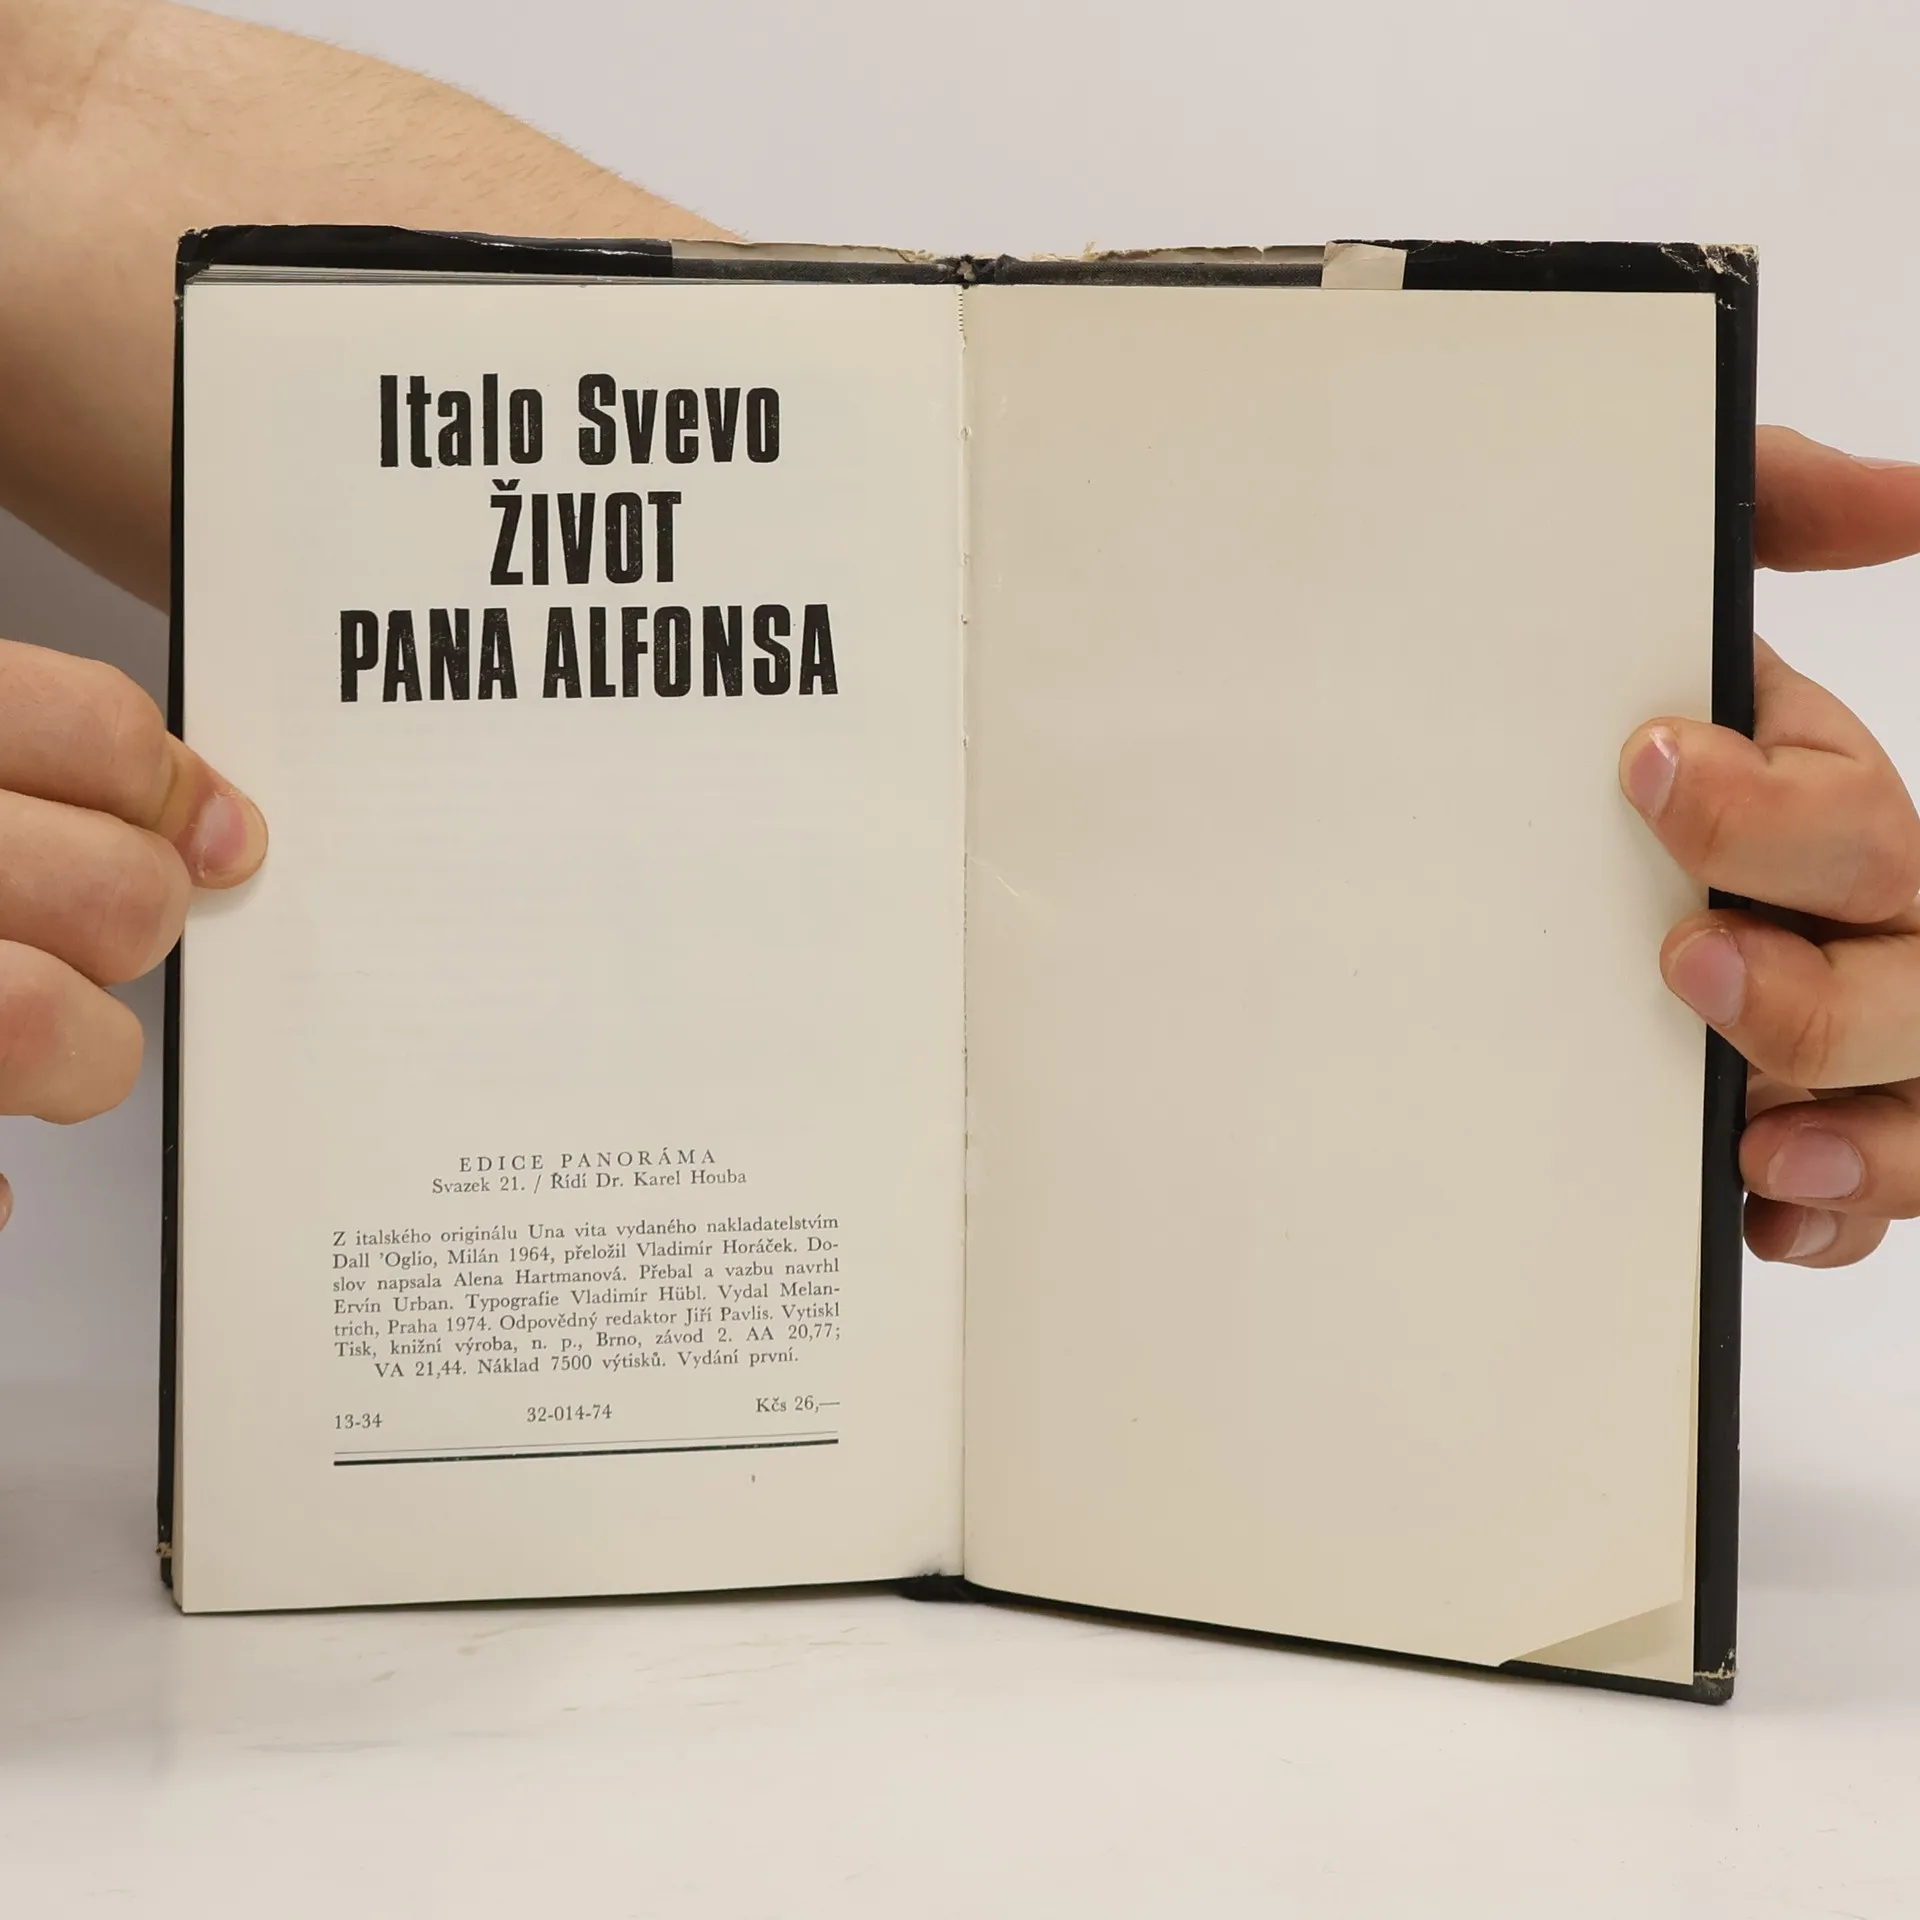 Italo Svevo
ŽIVOT
PANA ALFONSA
EDICE PANORÁMA
Svazek 21. / Řídí Dr. Karel Houba
Z italského originálu Una vita vydaného nakladatelstvím
Dall 'Oglio, Milán 1964, přeložil Vladimír Horáček. Do-
slov napsala Alena Hartmanová. Přebal a vazbu navrhl
Ervín Urban. Typografie Vladimír Hübl. Vydal Melan-
trich, Praha 1974. Odpovědný redaktor Jiří Pavlis. Vytiskl
Tisk, knižní výroba, n. p., Brno, závod 2. AA 20,77;
VA 21,44. Náklad 7500 výtisků. Vydání první.
13-34 32-014-74 Kčs 26,—